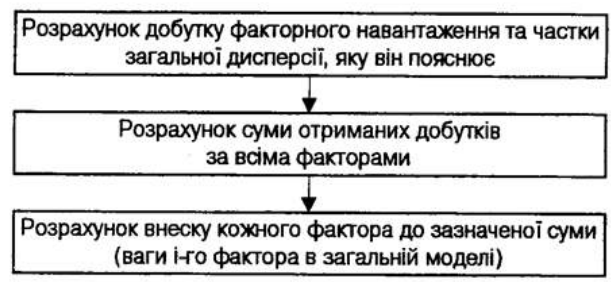 Розрахунок добутку факторного навантаження та частки
загальної дисперсії, яку він пояснює
Розрахунок суми отриманих добутків
за всіма факторами
Розрахунок внеску кожного фактора до зазначеної суми
(ваги і-го фактора в загальній моделі)